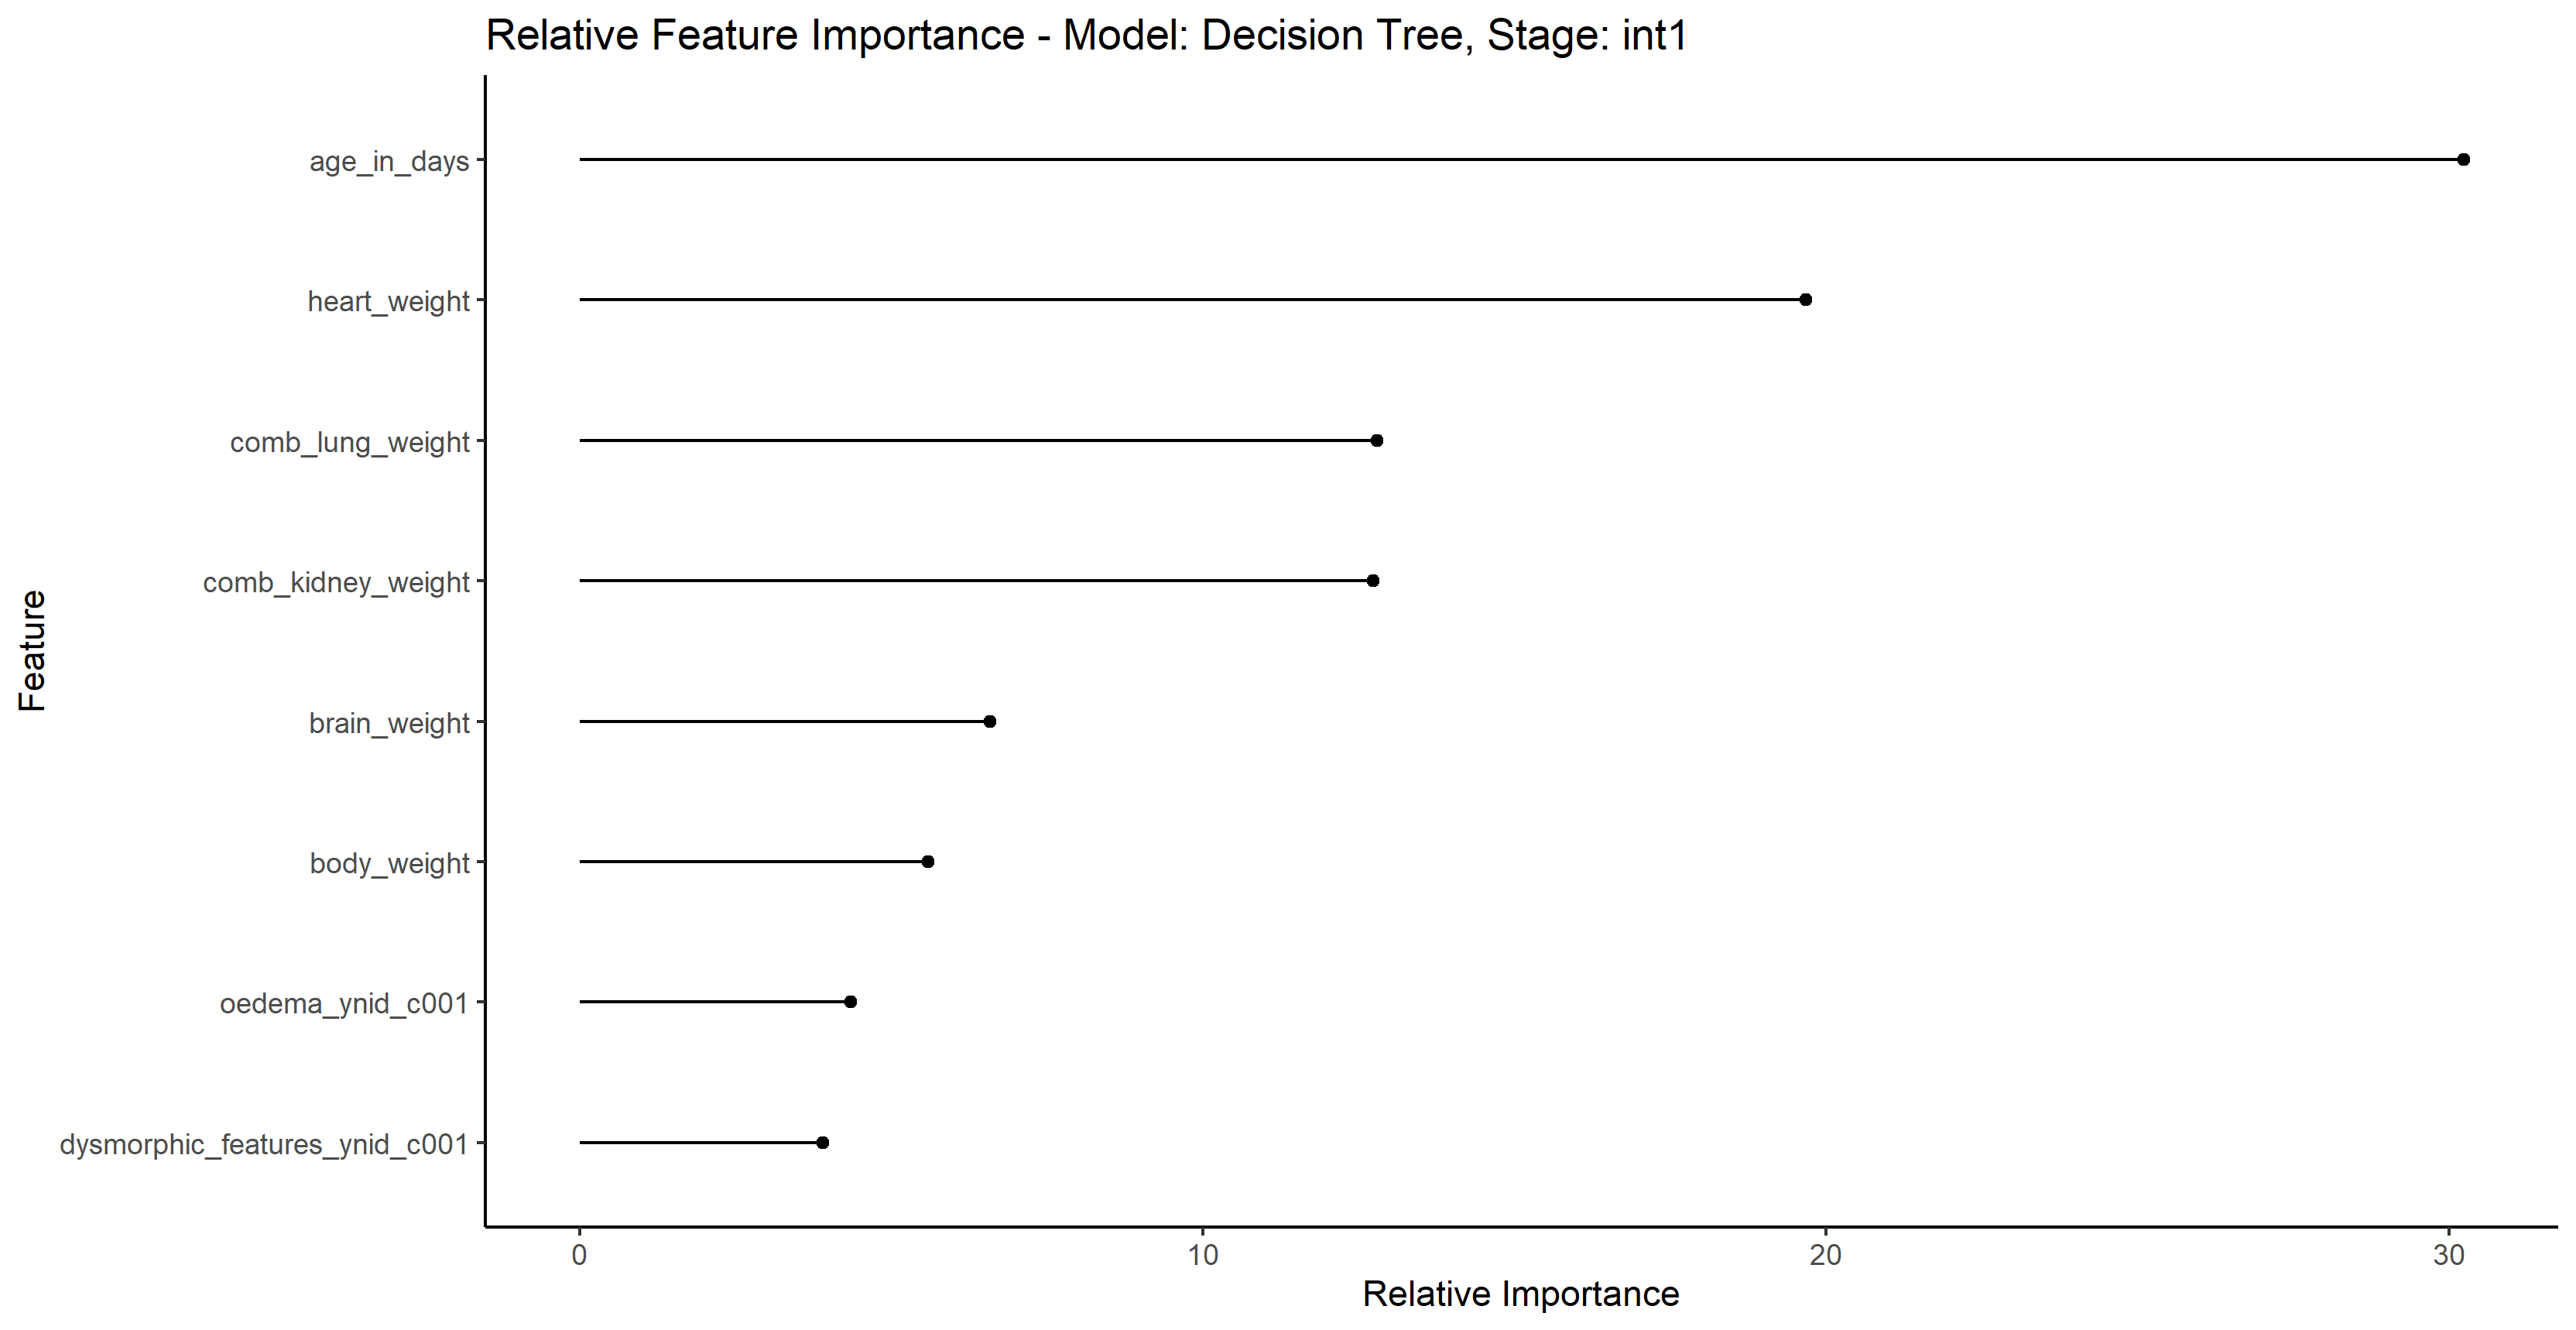 Relative Feature Importance - Model: Decision Tree, Stage: int1
age_in_days
heart_weight
comb_lung_weight
comb_kidney_weight
brain_weight
body_weight
oedema_ynid_c001
dysmorphic_features_ynid_c001
Feature
0 10 20 30
Relative Importance